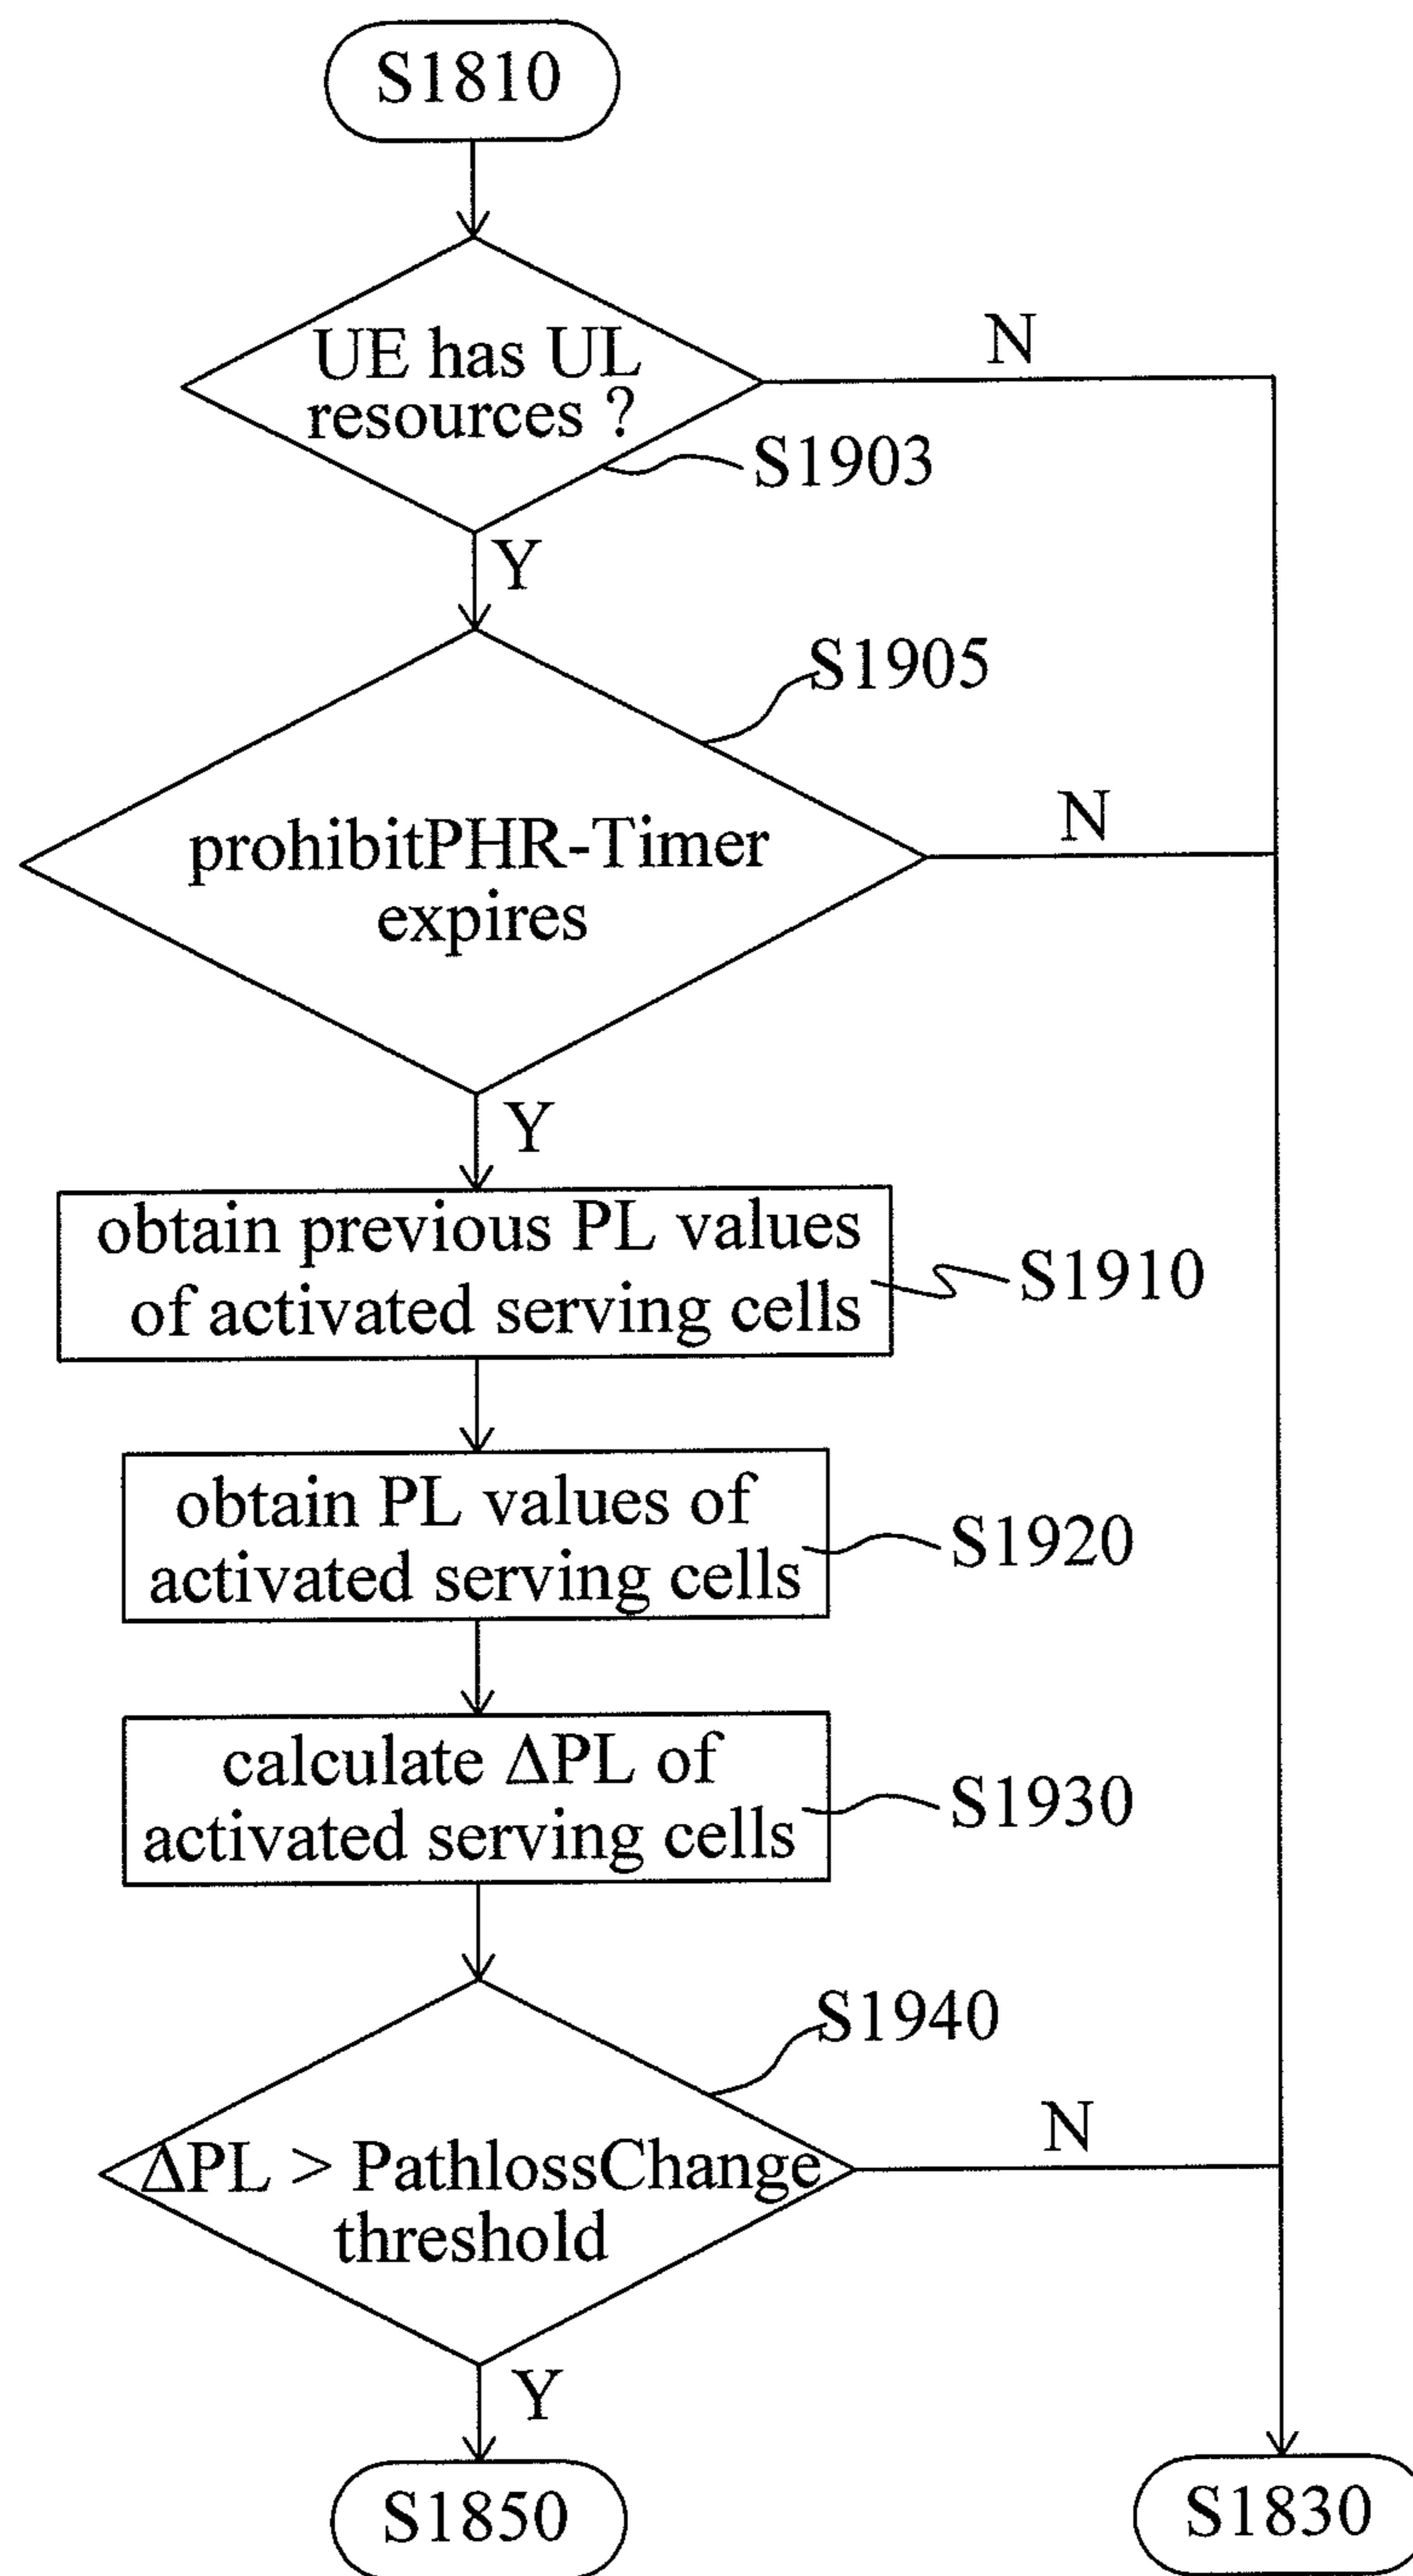 S1810
UE has UL
resources ?
N
S1903
Y
S1905
prohibitPHR-Timer
expires
N
Y
obtain previous PL values
of activated serving cells
S1910
obtain PL values of
activated serving cells
S1920
calculate ΔPL of
activated serving cells
S1930
S1940
ΔPL > PathlossChange
threshold
N
Y
S1850
S1830